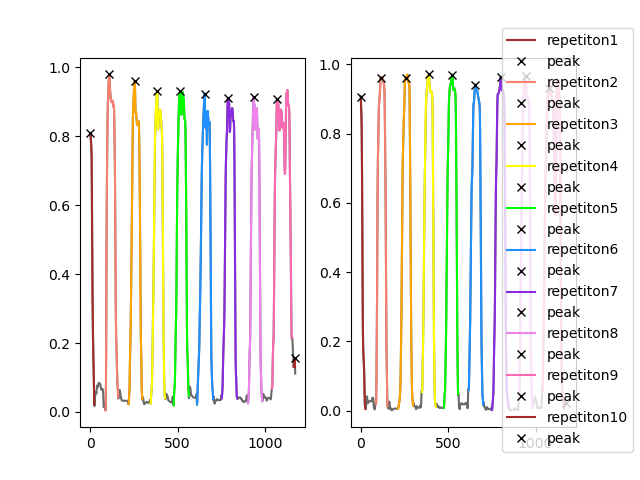 1.0
0.8
0.6
0.4
0.2
0.0
0
500
1000
1.0
0.8
0.6
0.4
0.2
0.0
0
500
1000
repetiton1
peak
repetiton2
peak
repetiton3
peak
repetiton4
peak
repetiton5
peak
repetiton6
peak
repetiton7
peak
repetiton8
peak
repetiton9
peak
repetiton10
peak